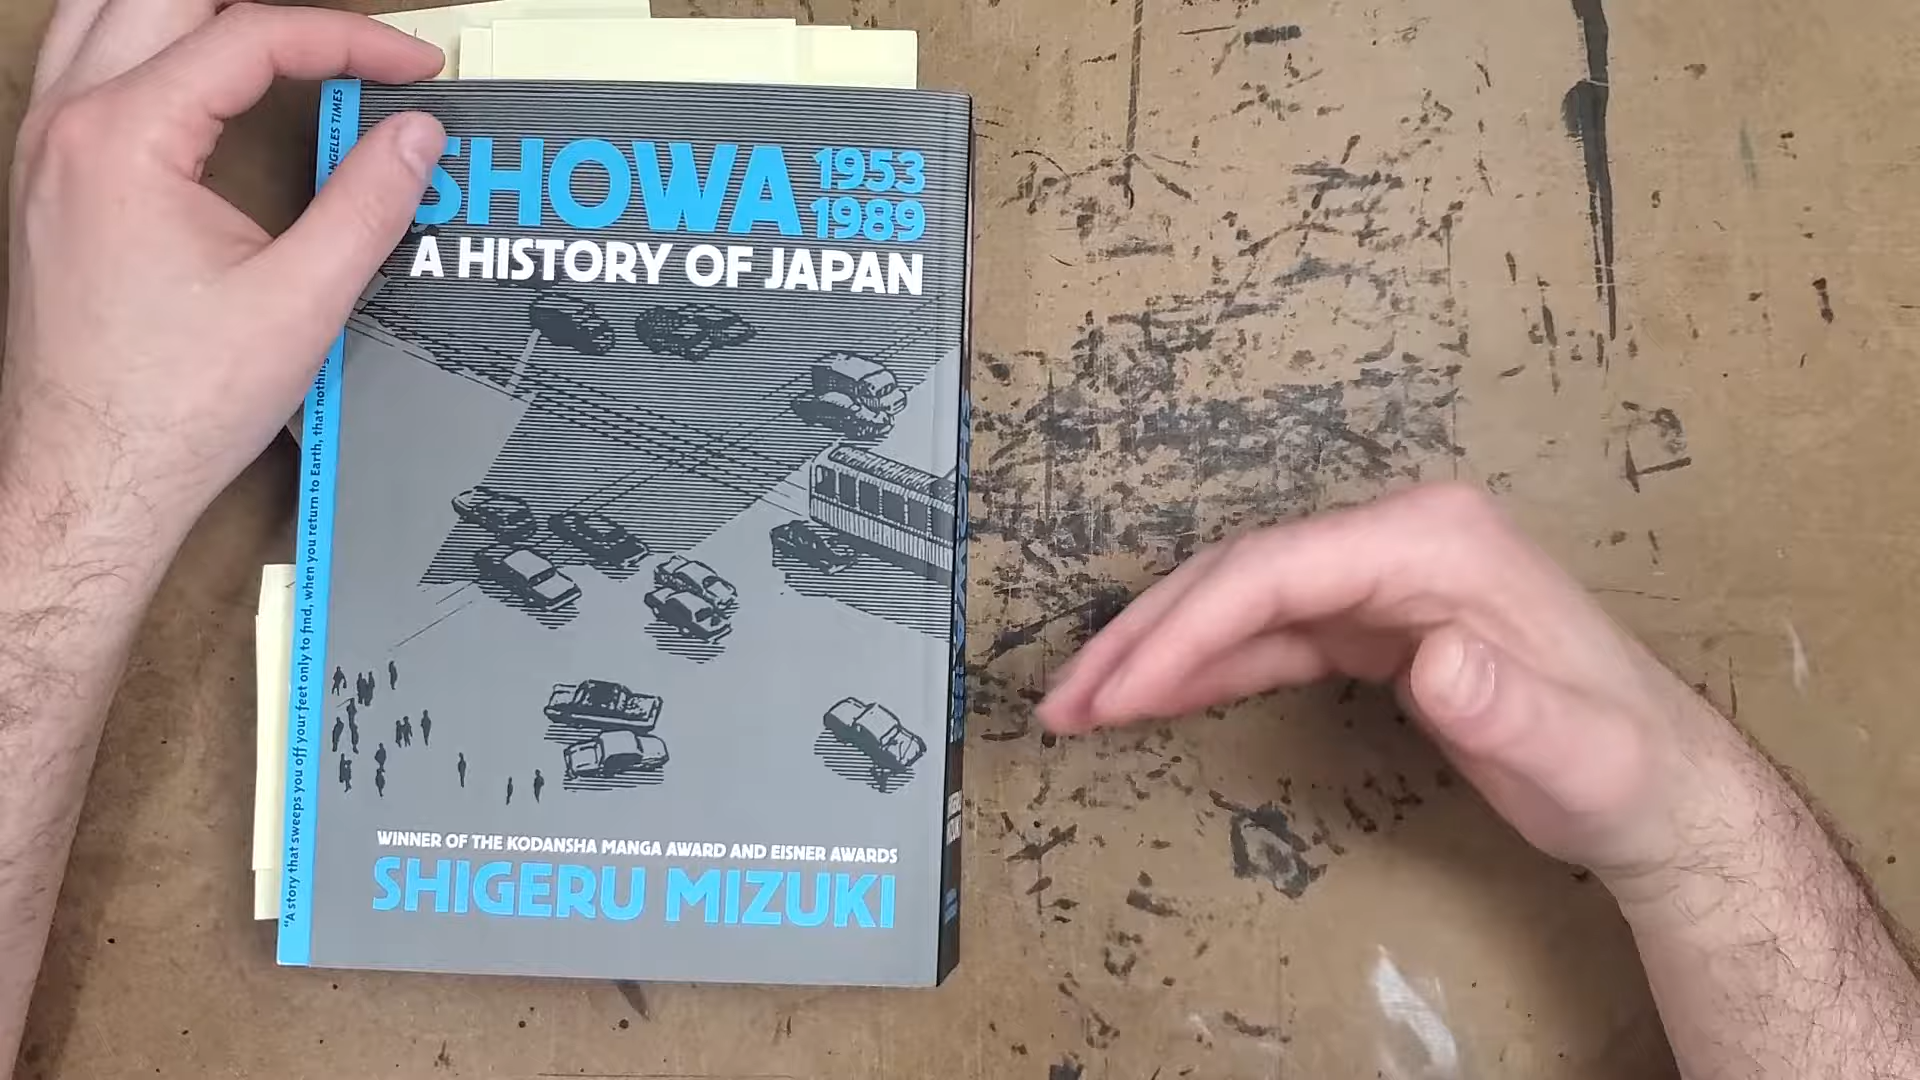 SHOWA 1953
1989
A HISTORY OF JAPAN
WINNER OF THE KODANSHA MANGA AWARD AND EISNER AWARDS
SHIGERU MIZUKI
"A story that sweeps you off your feet only to find, when you return to Earth, that nothing
ANGELES TIMES